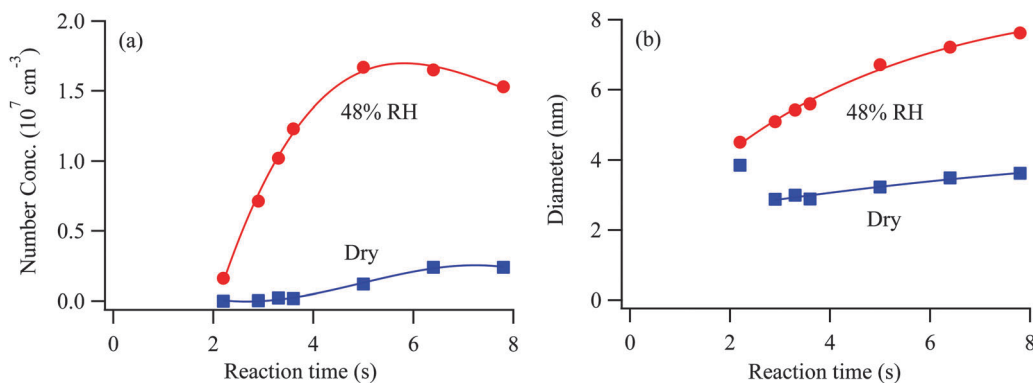 (a)
Number Conc. (10⁷ cm⁻³)
2.0
1.5
1.0
0.5
0.0
48% RH
Dry
0
2
4
6
8
Reaction time (s)
(b)
Diameter (nm)
8
6
4
2
0
48% RH
Dry
0
2
4
6
8
Reaction time (s)